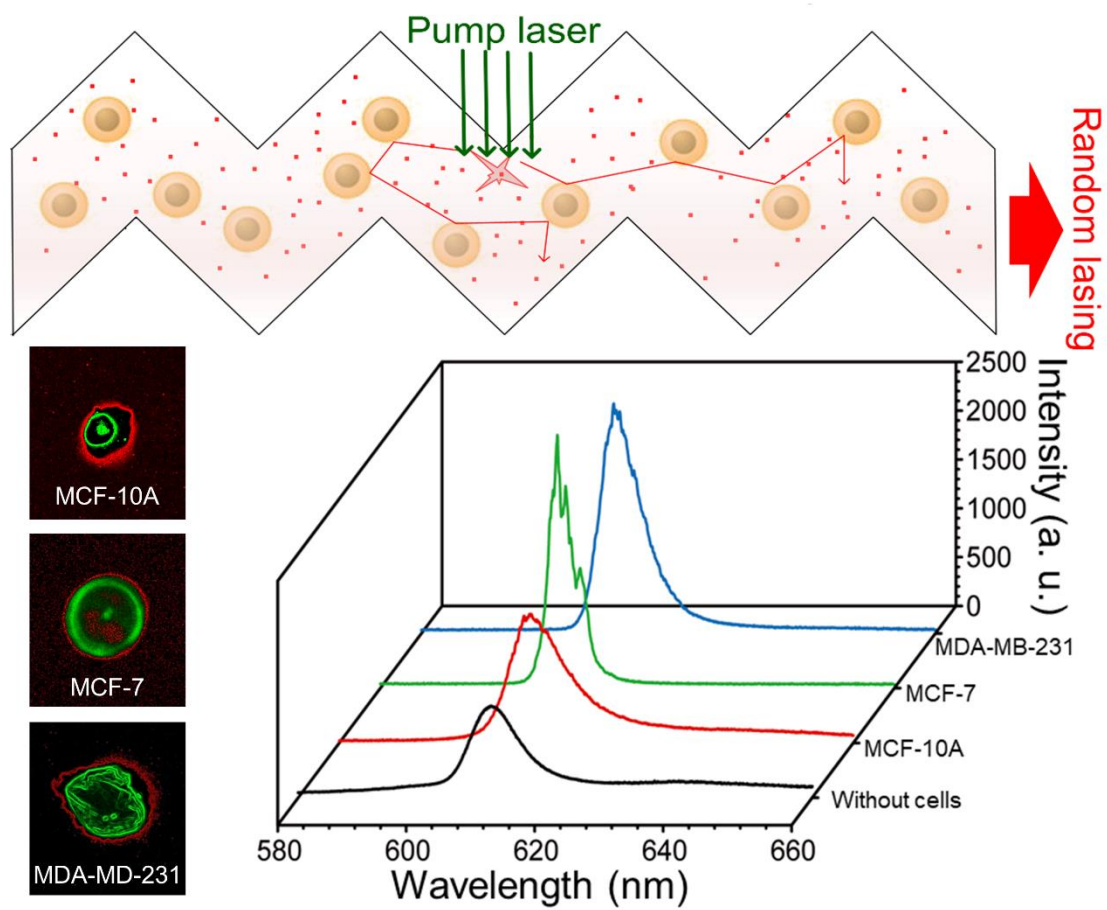 Pump laser
Random lasing
MCF-10A
MCF-7
MDA-MD-231
2500
2000
1500
1000
500
0
Intensity (a. u.)
MDA-MB-231
MCF-7
MCF-10A
Without cells
580
600
620
640
660
Wavelength (nm)